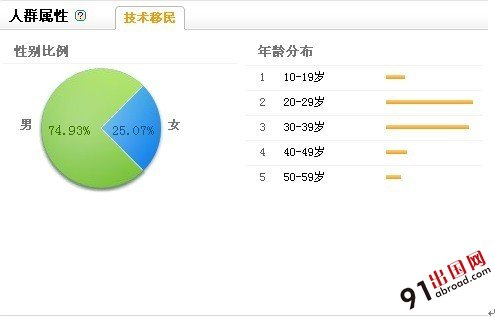 人群属性 ? 技术移民
性别比例
男 74.93% 25.07% 女
年龄分布
1 10-19岁
2 20-29岁
3 30-39岁
4 40-49岁
5 50-59岁
91出国网
abroad.com